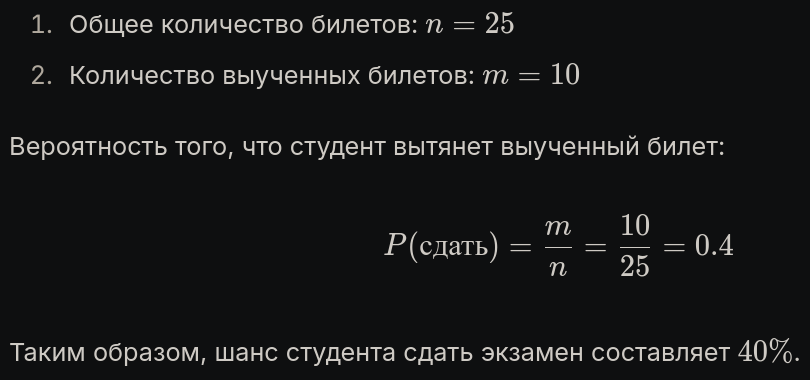 1. Общее количество билетов: n = 25
2. Количество выученных билетов: m = 10
Вероятность того, что студент вытянет выученный билет:
P(сдать) = m/n = 10/25 = 0.4
Таким образом, шанс студента сдать экзамен составляет 40%.